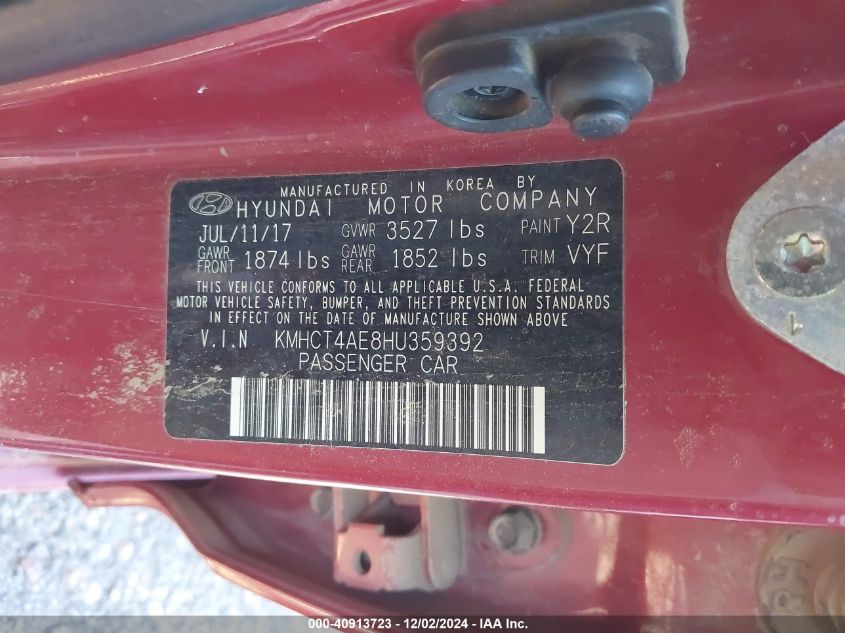 MANUFACTURED IN KOREA BY
HYUNDAI MOTOR COMPANY
JUL/11/17 GVWR 3527 lbs PAINT Y2R
GAWR FRONT 1874 lbs GAWR REAR 1852 lbs TRIM VYF
THIS VEHICLE CONFORMS TO ALL APPLICABLE U.S.A. FEDERAL
MOTOR VEHICLE SAFETY, BUMPER, AND THEFT PREVENTION STANDARDS
IN EFFECT ON THE DATE OF MANUFACTURE SHOWN ABOVE
V.I.N KMHCT4AE8HU359392
PASSENGER CAR
000-40913723 - 12/02/2024 - IAA Inc.